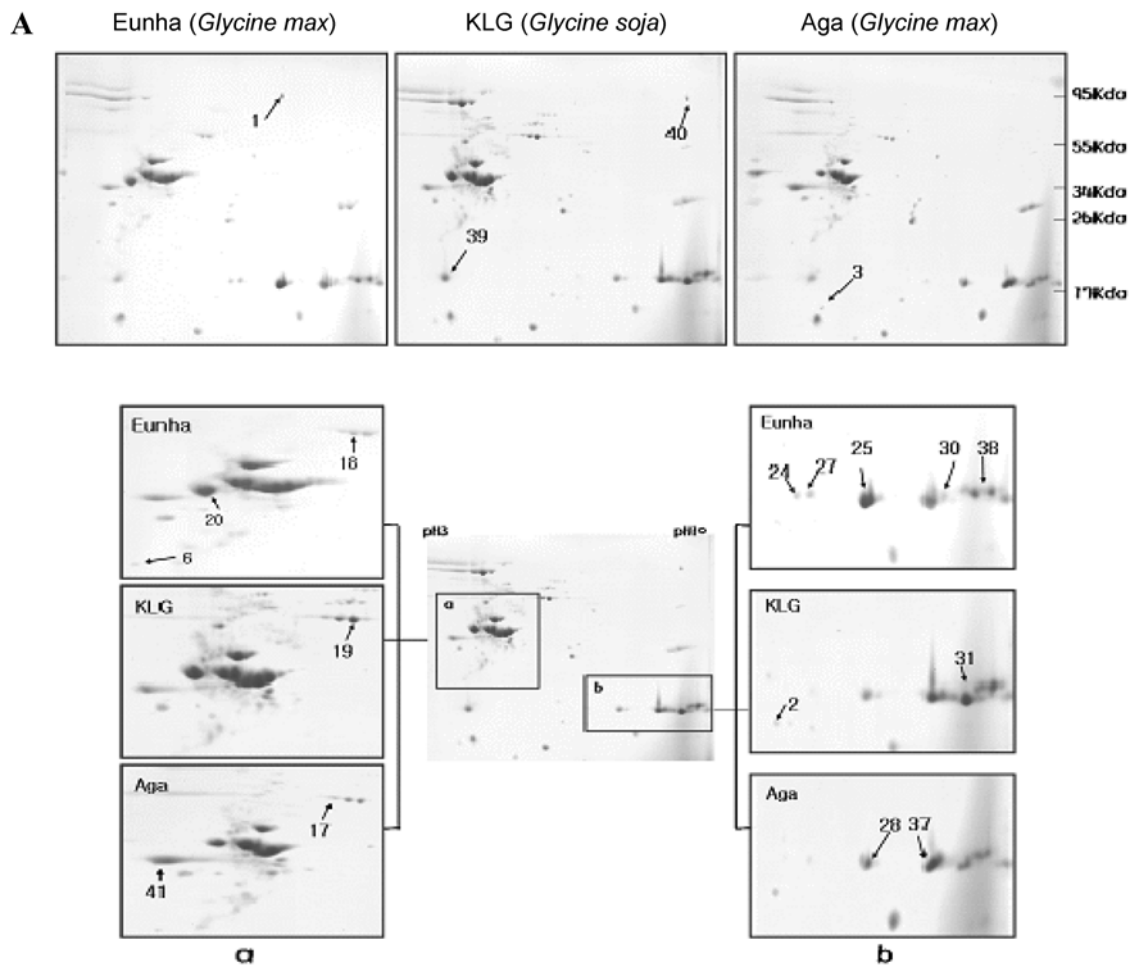 A
Eunha (Glycine max) KLG (Glycine soja) Aga (Glycine max)
1
40
39
3
95Kda
55Kda
34Kda
26Kda
17Kda
Eunha
18
20
6
KLG
19
Aga
17
41
a
pH3 pH10
a
b
Eunha
24 27 25 30 38
KLG
31
2
Aga
28 37
b